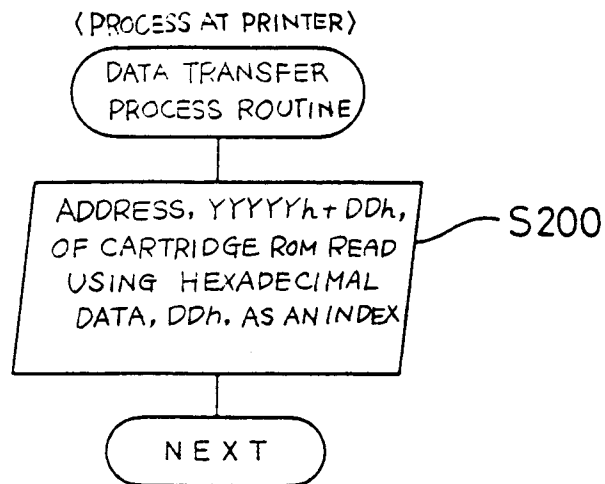 〈PROCESS AT PRINTER〉
DATA TRANSFER
PROCESS ROUTINE
ADDRESS, YYYYYh+DDh,
OF CARTRIDGE ROM READ
USING HEXADECIMAL
DATA, DDh, AS AN INDEX
S200
NEXT